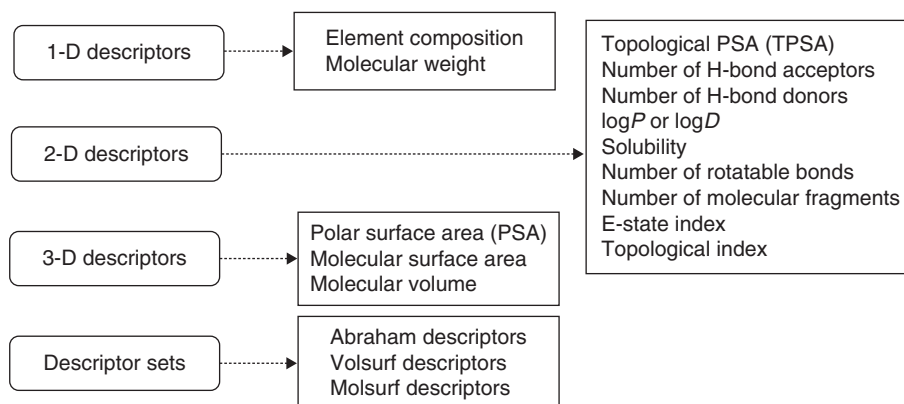 1-D descriptors
Element composition
Molecular weight
2-D descriptors
Topological PSA (TPSA)
Number of H-bond acceptors
Number of H-bond donors
logP or logD
Solubility
Number of rotatable bonds
Number of molecular fragments
E-state index
Topological index
3-D descriptors
Polar surface area (PSA)
Molecular surface area
Molecular volume
Descriptor sets
Abraham descriptors
Volsurf descriptors
Molsurf descriptors